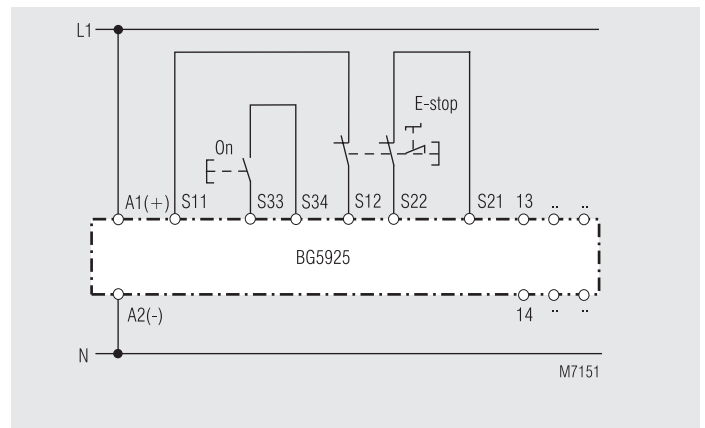 L1
E-stop
On
A1(+) S11 S33 S34 S12 S22 S21 13 .. ..
BG5925
A2(-) 14 .. ..
N
M7151